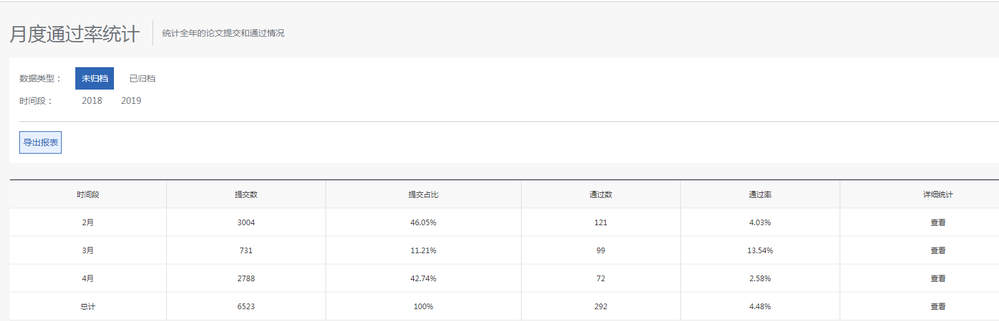 月度通过率统计 统计全年的论文提交和通过情况
数据类型： 未归档 已归档
时间段： 2018 2019
导出报表
时间段 提交数 提交占比 通过数 通过率 详细统计
2月 3004 46.05% 121 4.03% 查看
3月 731 11.21% 99 13.54% 查看
4月 2788 42.74% 72 2.58% 查看
总计 6523 100% 292 4.48% 查看